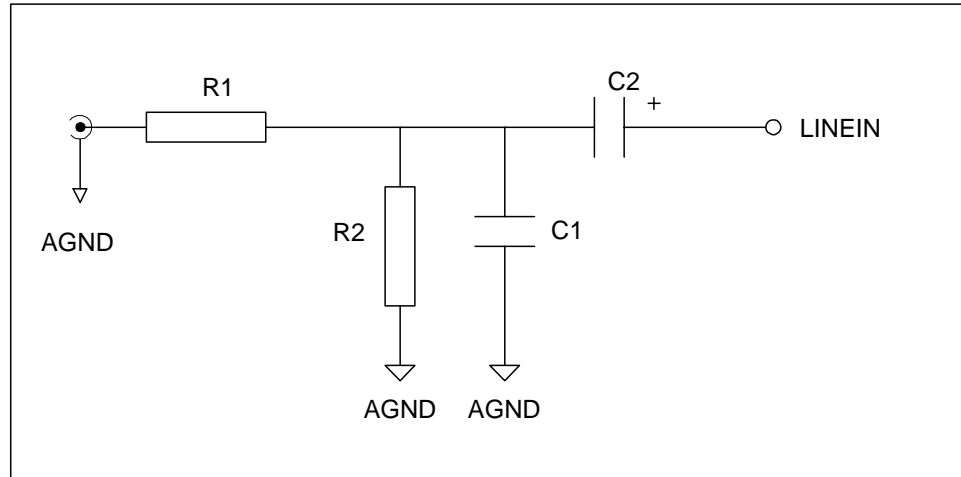 R1
C2
+
LINEIN
AGND
R2
C1
AGND
AGND